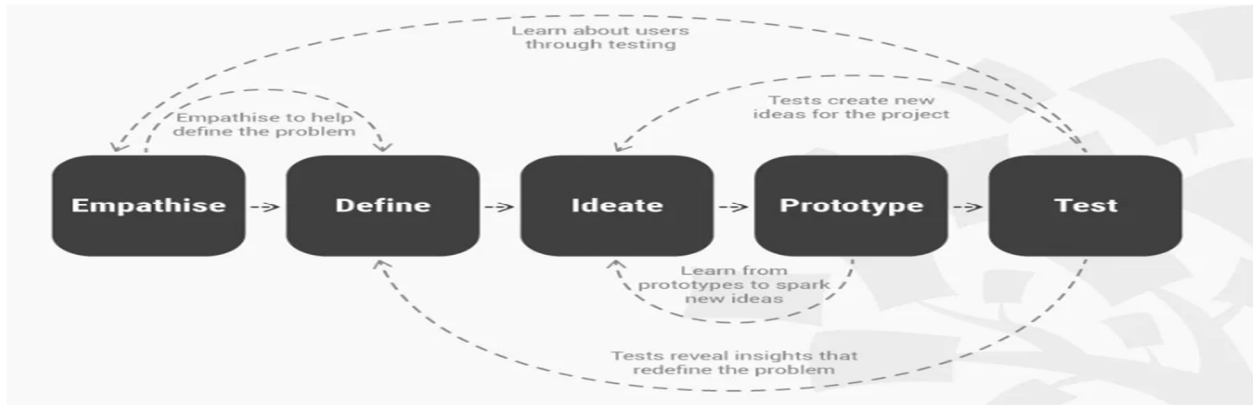 Learn about users
through testing
Tests create new
ideas for the project
Empathise to help
define the problem
Empathise
Define
Ideate
Prototype
Test
Learn from
prototypes to spark
new ideas
Tests reveal insights that
redefine the problem